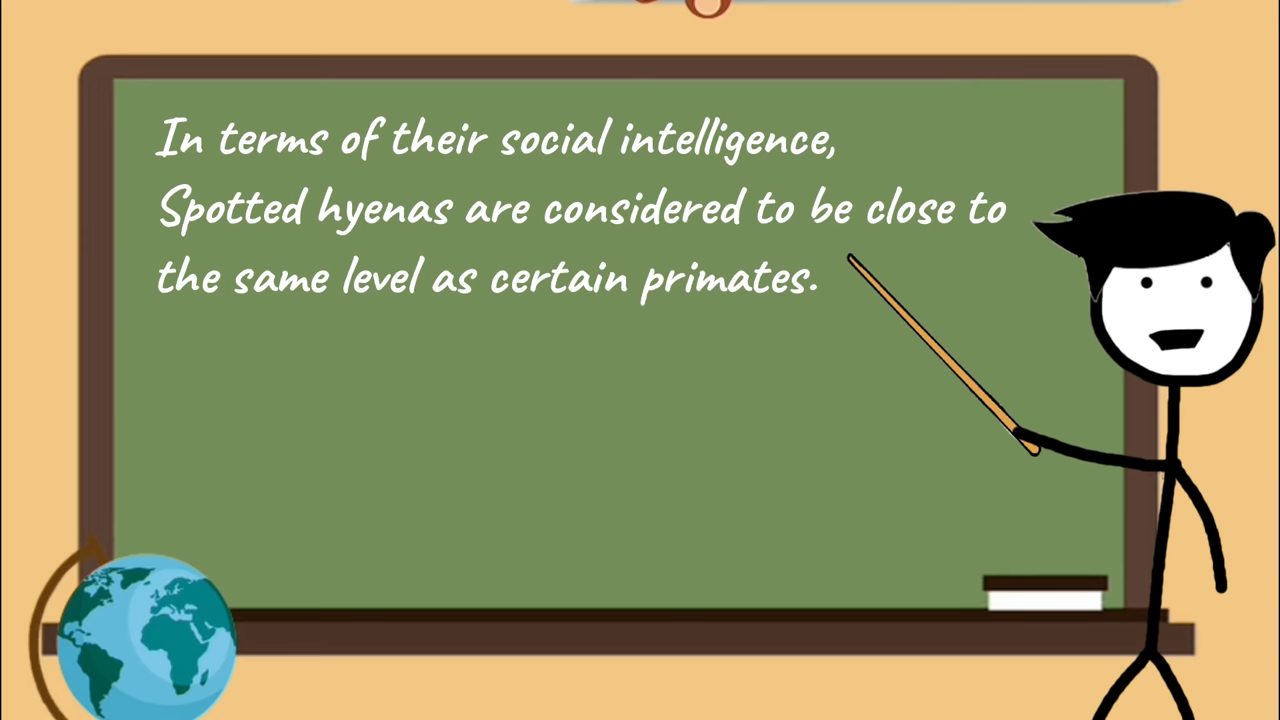 In terms of their social intelligence,
Spotted hyenas are considered to be close to
the same level as certain primates.